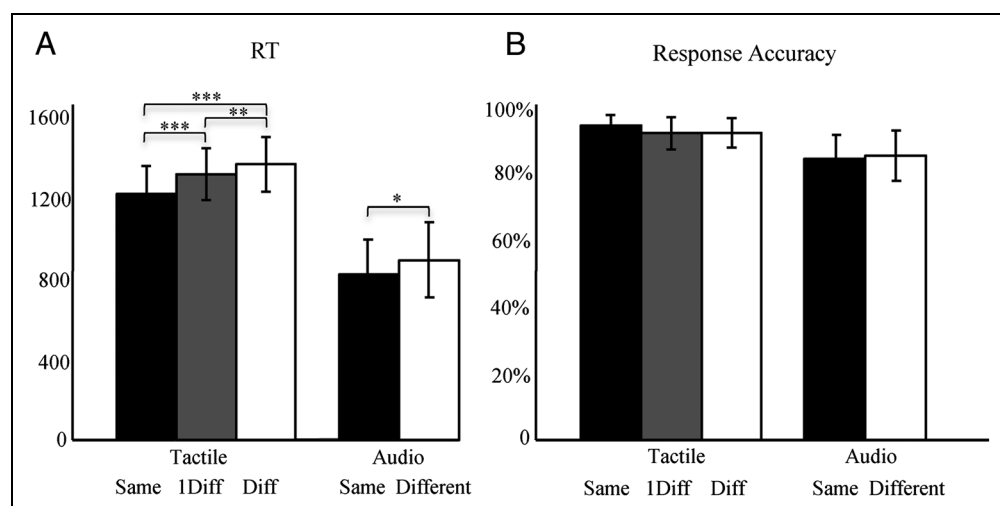 A
RT
1600
1200
800
400
0
***
***
**
*
Tactile
Audio
Same 1Diff Diff
Same Different
B
Response Accuracy
100%
80%
60%
40%
20%
0
Tactile
Audio
Same 1Diff Diff
Same Different